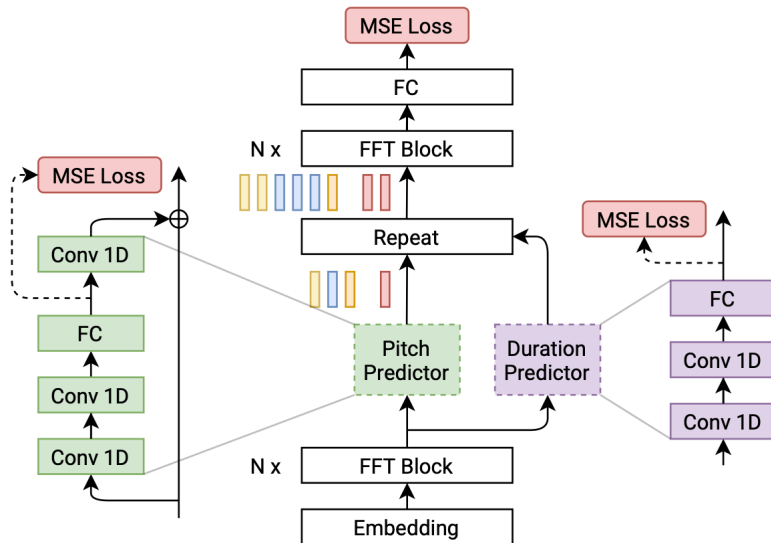 MSE Loss
FC
N x
FFT Block
MSE Loss
Conv 1D
FC
Conv 1D
Conv 1D
Repeat
Pitch
Predictor
Duration
Predictor
N x
FFT Block
Embedding
MSE Loss
FC
Conv 1D
Conv 1D